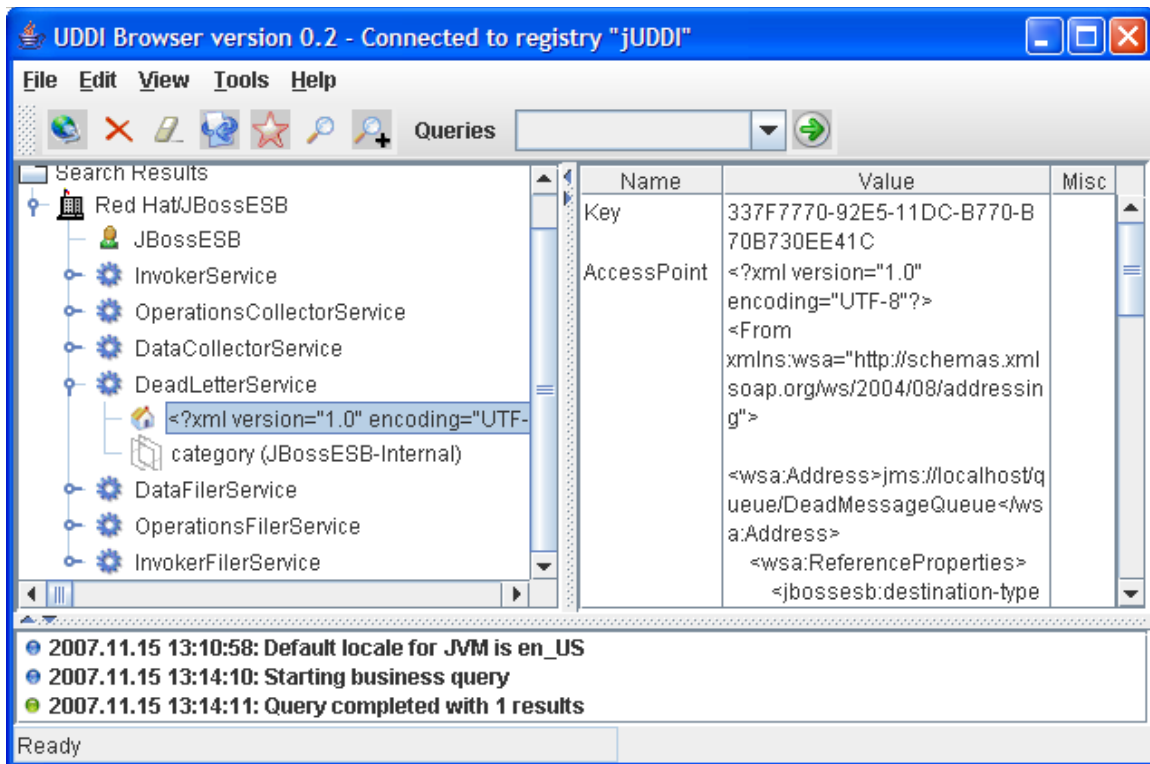 UDDI Browser version 0.2 - Connected to registry "jUDDI"
File Edit View Tools Help
Queries
Search Results
Red Hat/JBossESB
JBossESB
InvokerService
OperationsCollectorService
DataCollectorService
DeadLetterService
<?xml version="1.0" encoding="UTF-
category (JBossESB-Internal)
DataFilerService
OperationsFilerService
InvokerFilerService
Name Value Misc
Key 337F7770-92E5-11DC-B770-B
70B730EE41C
AccessPoint <?xml version="1.0"
encoding="UTF-8"?>
<From
xmlns:wsa="http://schemas.xml
soap.org/ws/2004/08/addressin
g">
<wsa:Address>jms://localhost/q
ueue/DeadMessageQueue</ws
a:Address>
<wsa:ReferenceProperties>
<jbossesb:destination-type
2007.11.15 13:10:58: Default locale for JVM is en_US
2007.11.15 13:14:10: Starting business query
2007.11.15 13:14:11: Query completed with 1 results
Ready